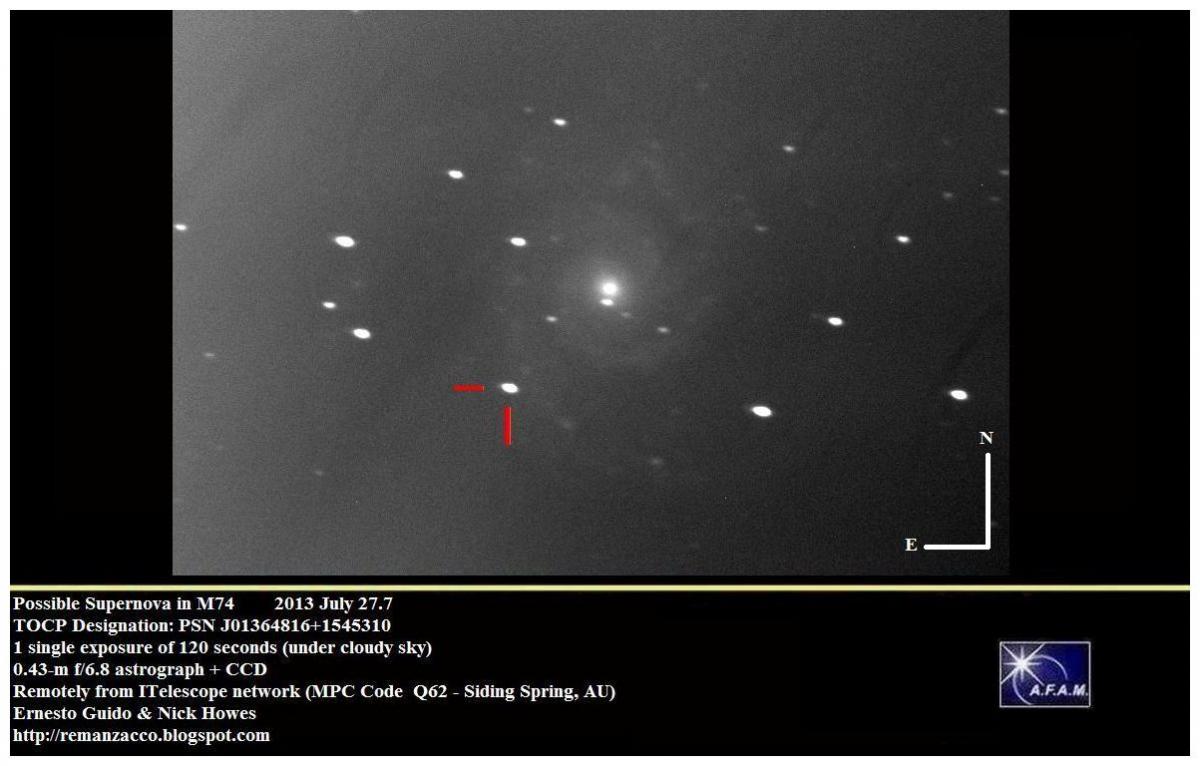 N
E
Possible Supernova in M74 2013 July 27.7
TOCP Designation: PSN J01364816+1545310
1 single exposure of 120 seconds (under cloudy sky)
0.43-m f/6.8 astrograph + CCD
Remotely from ITelescope network (MPC Code Q62 - Siding Spring, AU)
Ernesto Guido & Nick Howes
http://remanzacco.blogspot.com
A.F.A.M.